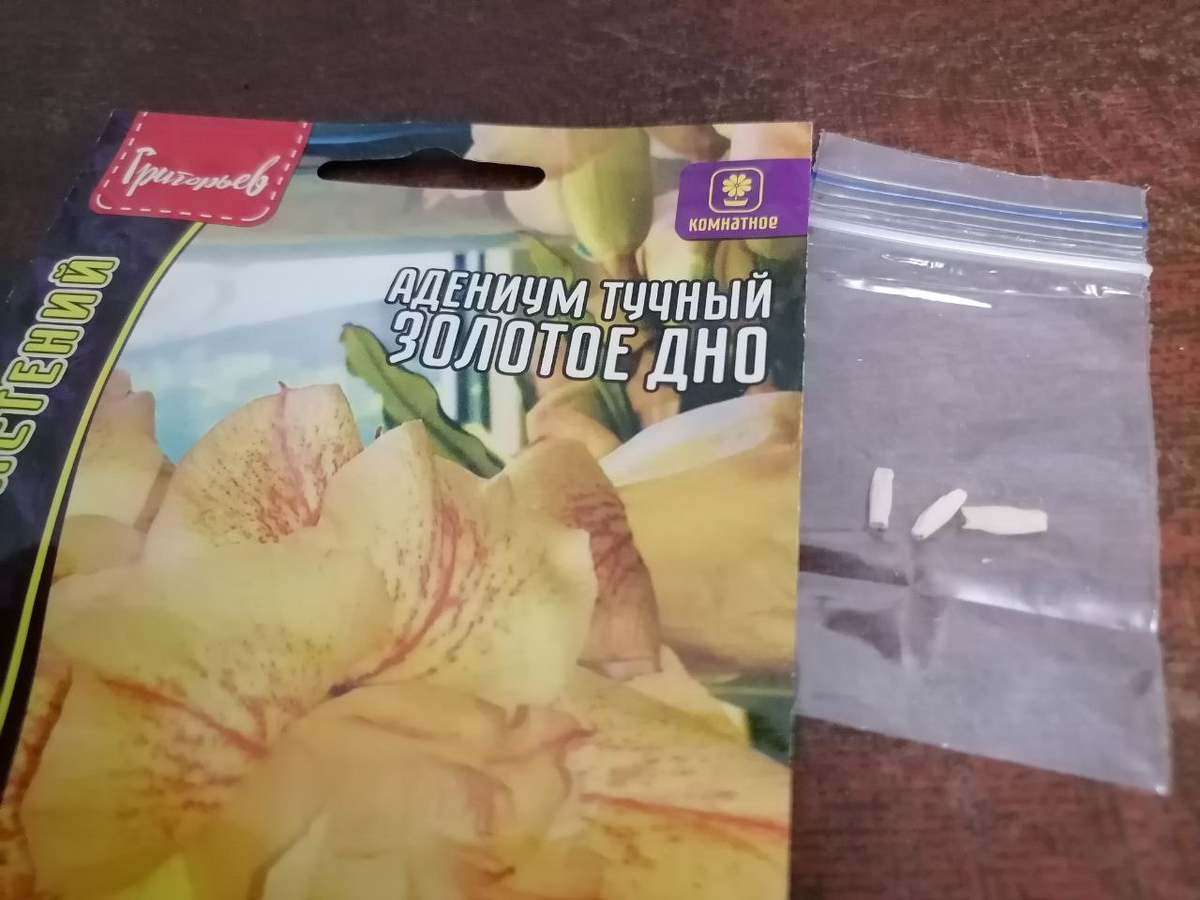 Григорьев
комнатное
АДЕНИУМ ТУЧНЫЙ
ЗОЛОТОЕ ДНО